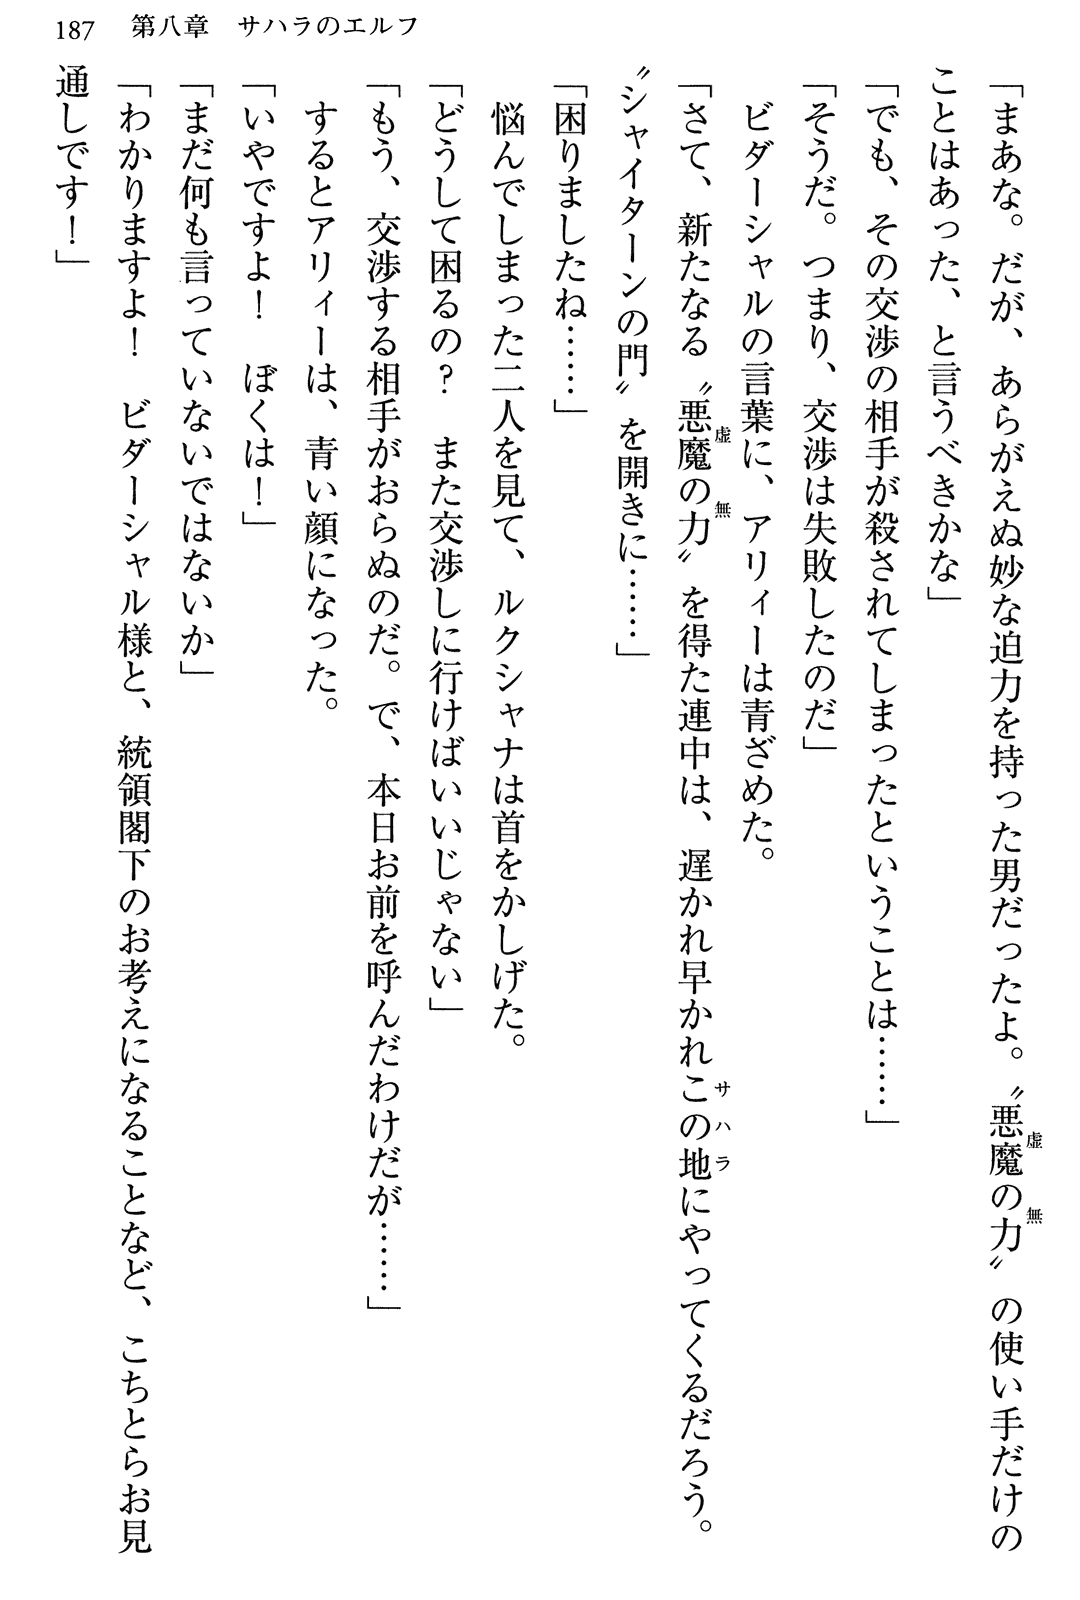 187　第八章　サハラのエルフ
「まあな。だが、あらがえぬ妙な迫力を持った男だったよ。〝悪魔の力〟の使い手だけの
虚無
ことはあった、と言うべきかな」
「でも、その交渉の相手が殺されてしまったということは……」
「そうだ。つまり、交渉は失敗したのだ」
　ビダーシャルの言葉に、アリィーは青ざめた。
「さて、新たなる〝悪魔の力〟を得た連中は、遅かれ早かれこの地にやってくるだろう。
虚無
サハラ
〝シャイターンの門〟を開きに……」
「困りましたね……」
　悩んでしまった二人を見て、ルクシャナは首をかしげた。
「どうして困るの？　また交渉しに行けばいいじゃない」
「もう、交渉する相手がおらぬのだ。で、本日お前を呼んだわけだが……」
　するとアリィーは、青い顔になった。
「いやですよ！　ぼくは！」
「まだ何も言っていないではないか」
「わかりますよ！　ビダーシャル様と、統領閣下のお考えになることなど、こちとらお見
通しです！」